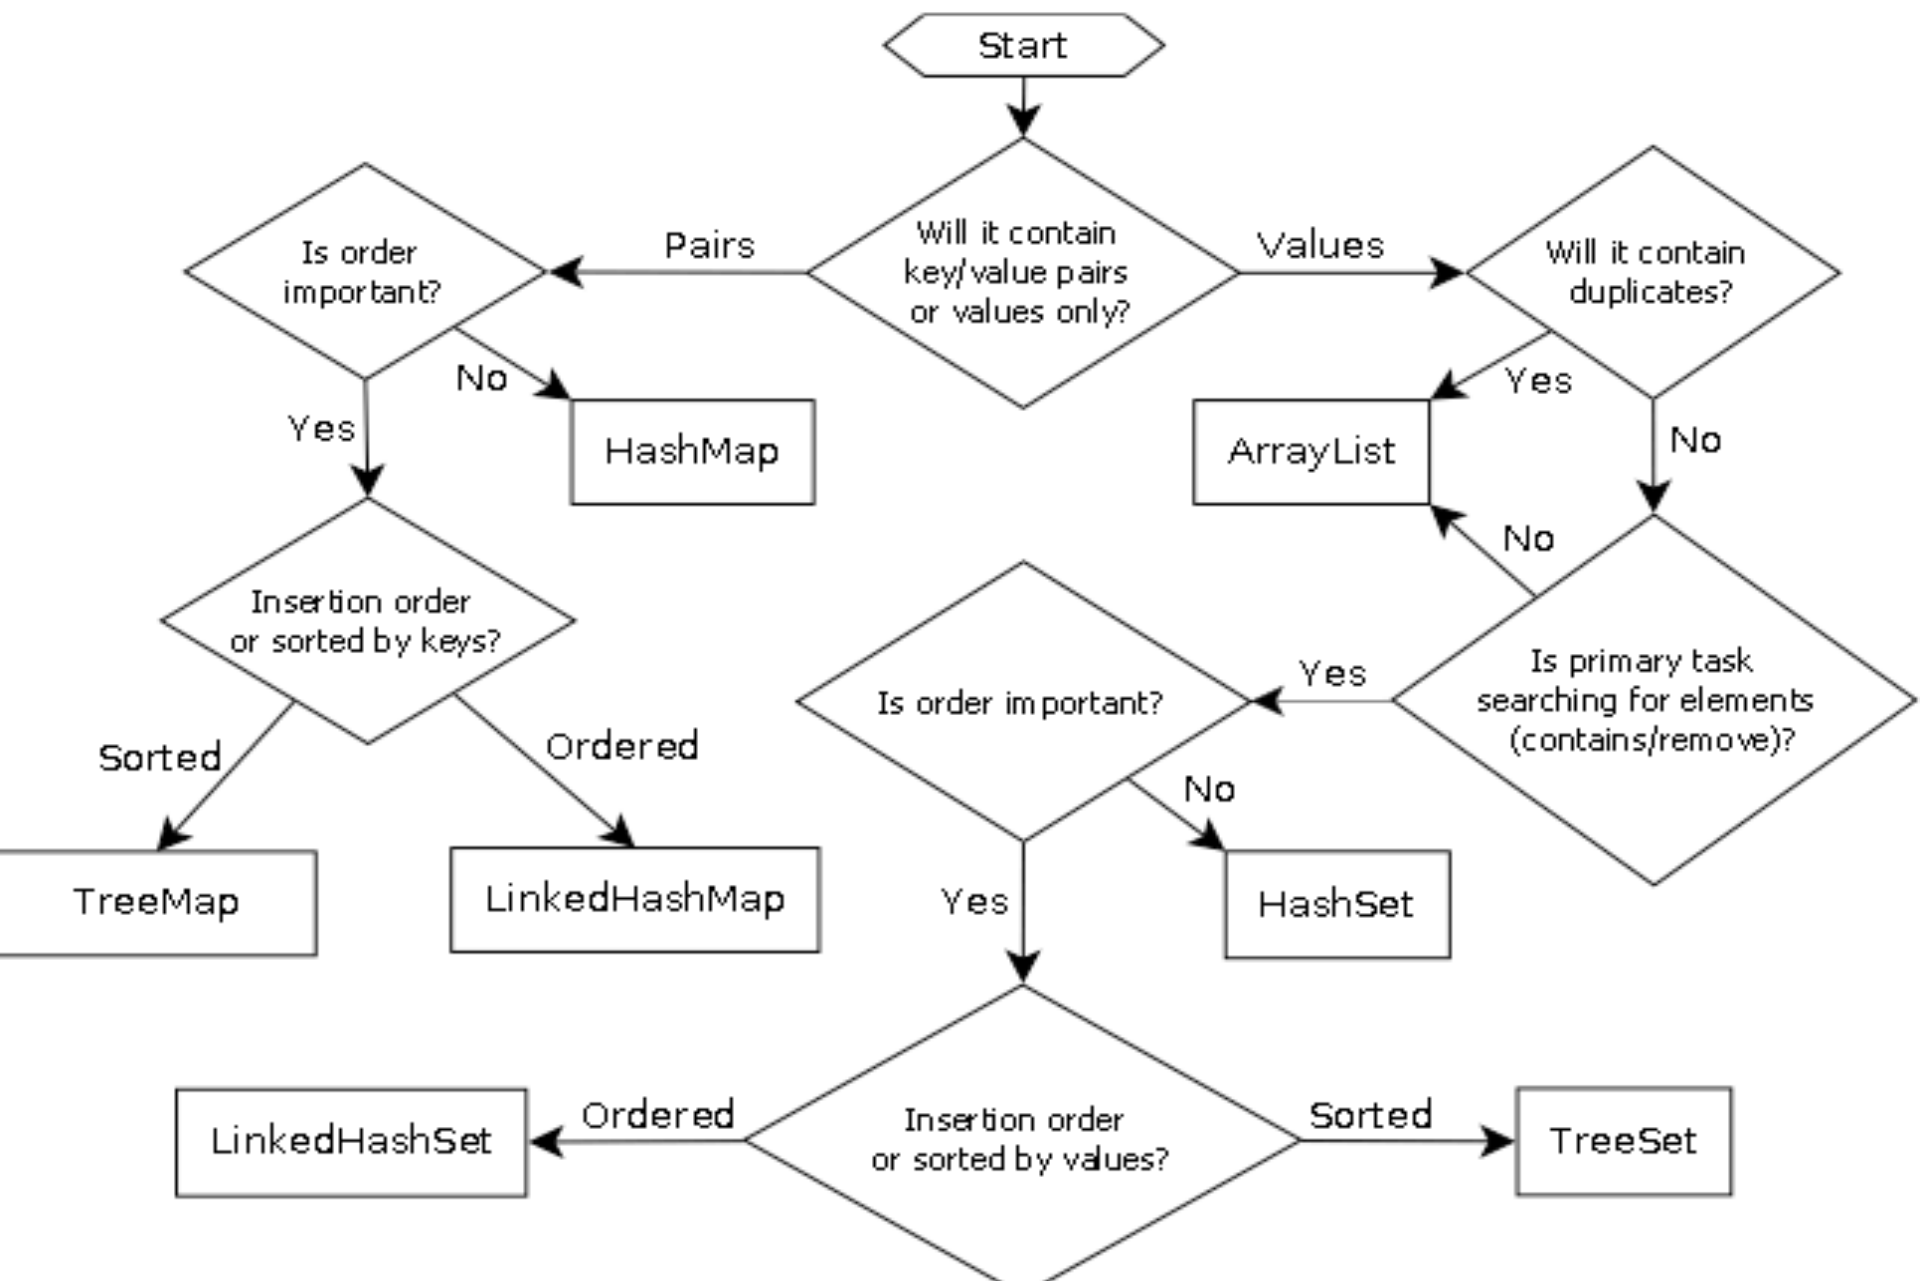 Start
Will it contain
key/value pairs
or values only?
Pairs
Values
Is order
important?
Will it contain
duplicates?
No
Yes
HashMap
Yes
No
ArrayList
No
Insertion order
or sorted by keys?
Sorted
Ordered
TreeMap
LinkedHashMap
Is primary task
searching for elements
(contains/remove)?
Yes
Is order important?
No
Yes
HashSet
Insertion order
or sorted by values?
Ordered
Sorted
LinkedHashSet
TreeSet